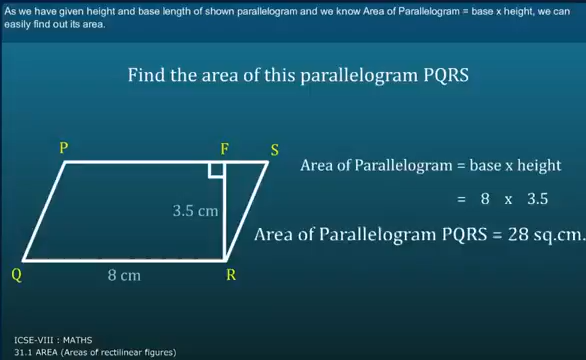 As we have given height and base length of shown parallelogram and we know Area of Parallelogram = base x height, we can
easily find out its area.
Find the area of this parallelogram PQRS
P
F
S
Area of Parallelogram = base x height
= 8 x 3.5
3.5 cm
Area of Parallelogram PQRS = 28 sq.cm.
Q
8 cm
R
ICSE-VIII : MATHS
31.1 AREA (Areas of rectilinear figures)